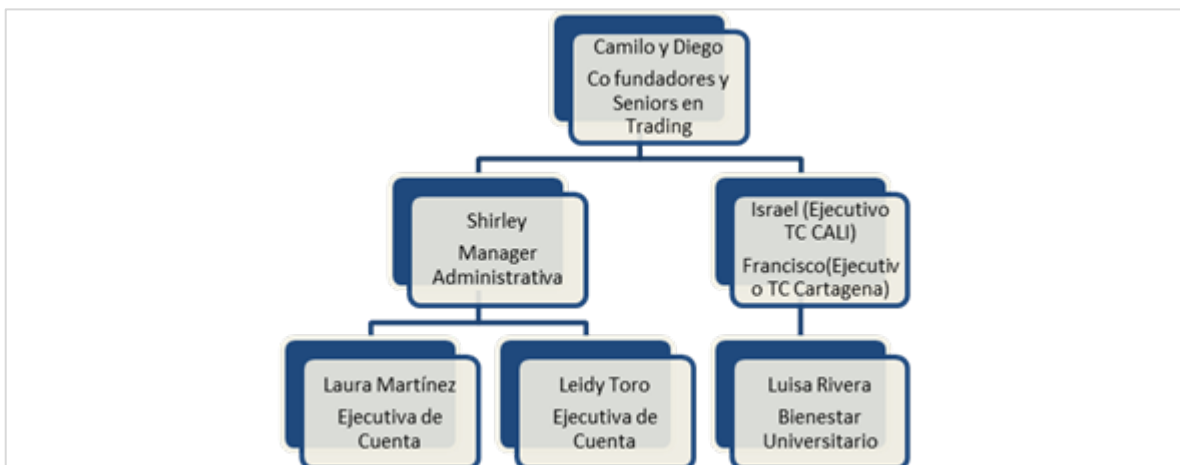 Camilo y Diego
Co fundadores y
Seniors en
Trading
Shirley
Manager
Administrativa
Israel (Ejecutivo
TC CALI)
Francisco(Ejecutiv
o TC Cartagena)
Laura Martínez
Ejecutiva de
Cuenta
Leidy Toro
Ejecutiva de
Cuenta
Luisa Rivera
Bienestar
Universitario